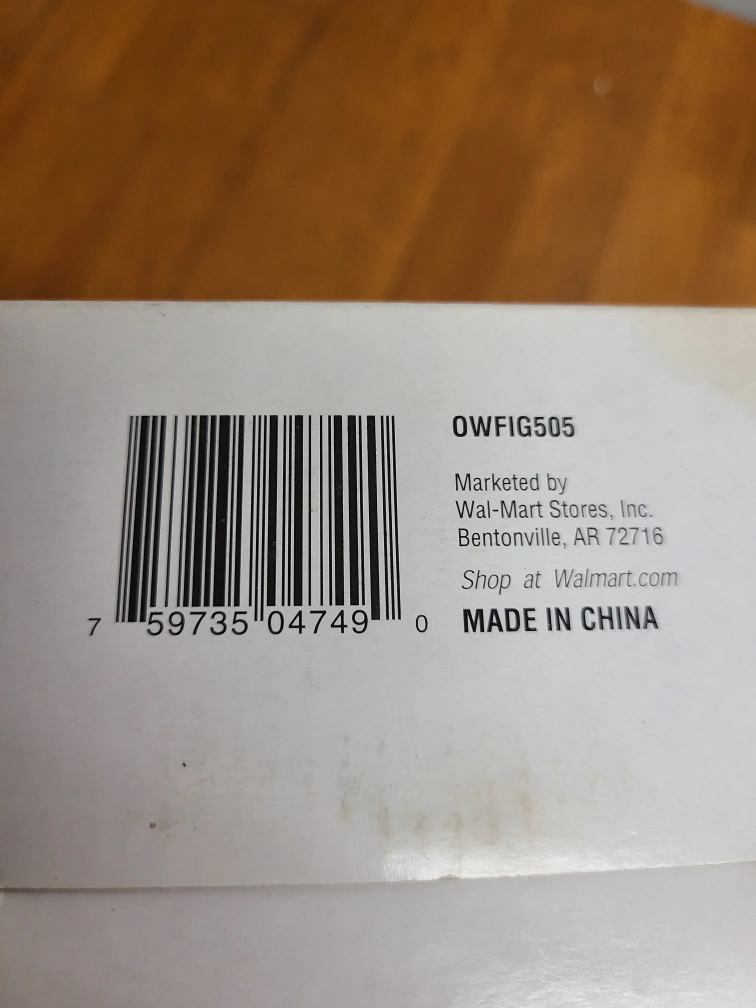 OWFIG505
Marketed by
Wal-Mart Stores, Inc.
Bentonville, AR 72716
Shop at Walmart.com
MADE IN CHINA
7 59735 04749 0